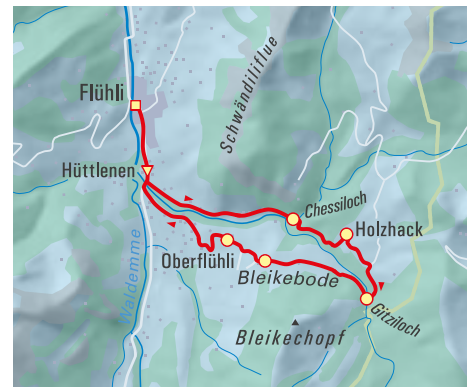 Flühli
Schwändiliflue
Hüttlenen
Chessiloch
Holzhack
Oberflühli
Bleikebode
Waldemme
Gitziloch
Bleikechopf